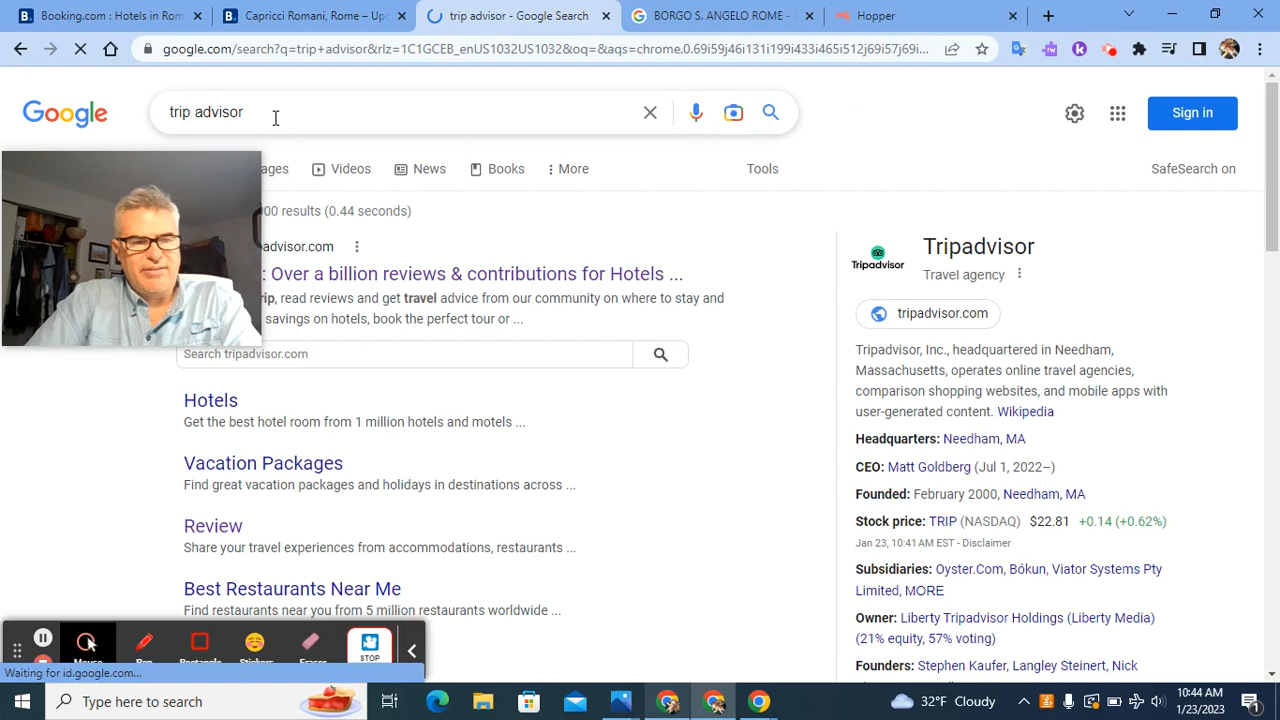 Booking.com : Hotels in Rom
Capricci Romani, Rome – Upd
trip advisor - Google Search
BORGO S. ANGELO ROME - G
Hopper
google.com/search?q=trip+advisor&rlz=1C1GCEB_enUS1032US1032&oq=&aqs=chrome.0.69i59j46i131i199i433i465i512j69i57j69i...
Google
trip advisor
Sign in
ages
Videos
News
Books
More
Tools
SafeSearch on
00 results (0.44 seconds)
advisor.com
: Over a billion reviews & contributions for Hotels ...
rip, read reviews and get travel advice from our community on where to stay and
savings on hotels, book the perfect tour or ...
Search tripadvisor.com
Hotels
Get the best hotel room from 1 million hotels and motels ...
Vacation Packages
Find great vacation packages and holidays in destinations across ...
Review
Share your travel experiences from accommodations, restaurants ...
Best Restaurants Near Me
Find restaurants near you from 5 million restaurants worldwide ...
Tripadvisor
Tripadvisor
Travel agency
tripadvisor.com
Tripadvisor, Inc., headquartered in Needham,
Massachusetts, operates online travel agencies,
comparison shopping websites, and mobile apps with
user-generated content. Wikipedia
Headquarters: Needham, MA
CEO: Matt Goldberg (Jul 1, 2022–)
Founded: February 2000, Needham, MA
Stock price: TRIP (NASDAQ) $22.81 +0.14 (+0.62%)
Jan 23, 10:41 AM EST - Disclaimer
Subsidiaries: Oyster.Com, Bókun, Viator Systems Pty
Limited, MORE
Owner: Liberty Tripadvisor Holdings (Liberty Media)
(21% equity, 57% voting)
Founders: Stephen Kaufer, Langley Steinert, Nick
Mouse
Pen
Rectangle
Stickers
Eraser
STOP
Waiting for id.google.com...
Type here to search
32°F Cloudy
10:44 AM
1/23/2023